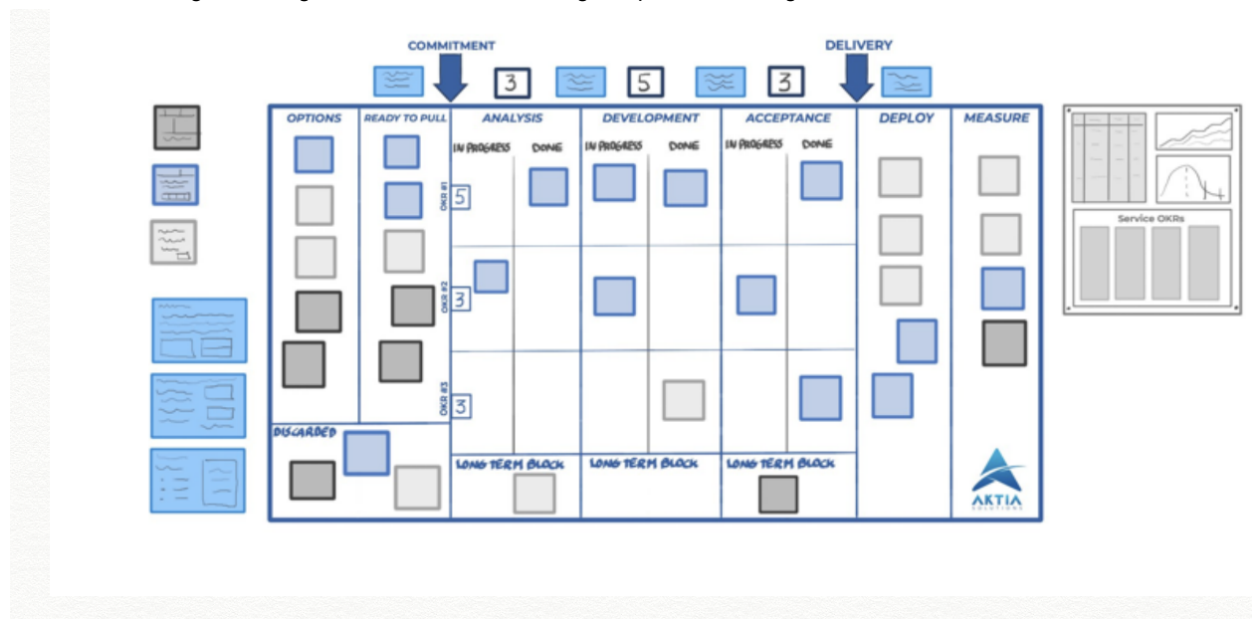 COMMITMENT
DELIVERY
3
5
3
OPTIONS
READY TO PULL
ANALYSIS
DEVELOPMENT
ACCEPTANCE
DEPLOY
MEASURE
IN PROGRESS
DONE
IN PROGRESS
DONE
IN PROGRESS
DONE
OKR #1
5
OKR #2
3
OKR #3
3
Service OKRs
DISCARDED
LONG TERM BLOCK
LONG TERM BLOCK
LONG TERM BLOCK
AKTIA
SOLUTIONS